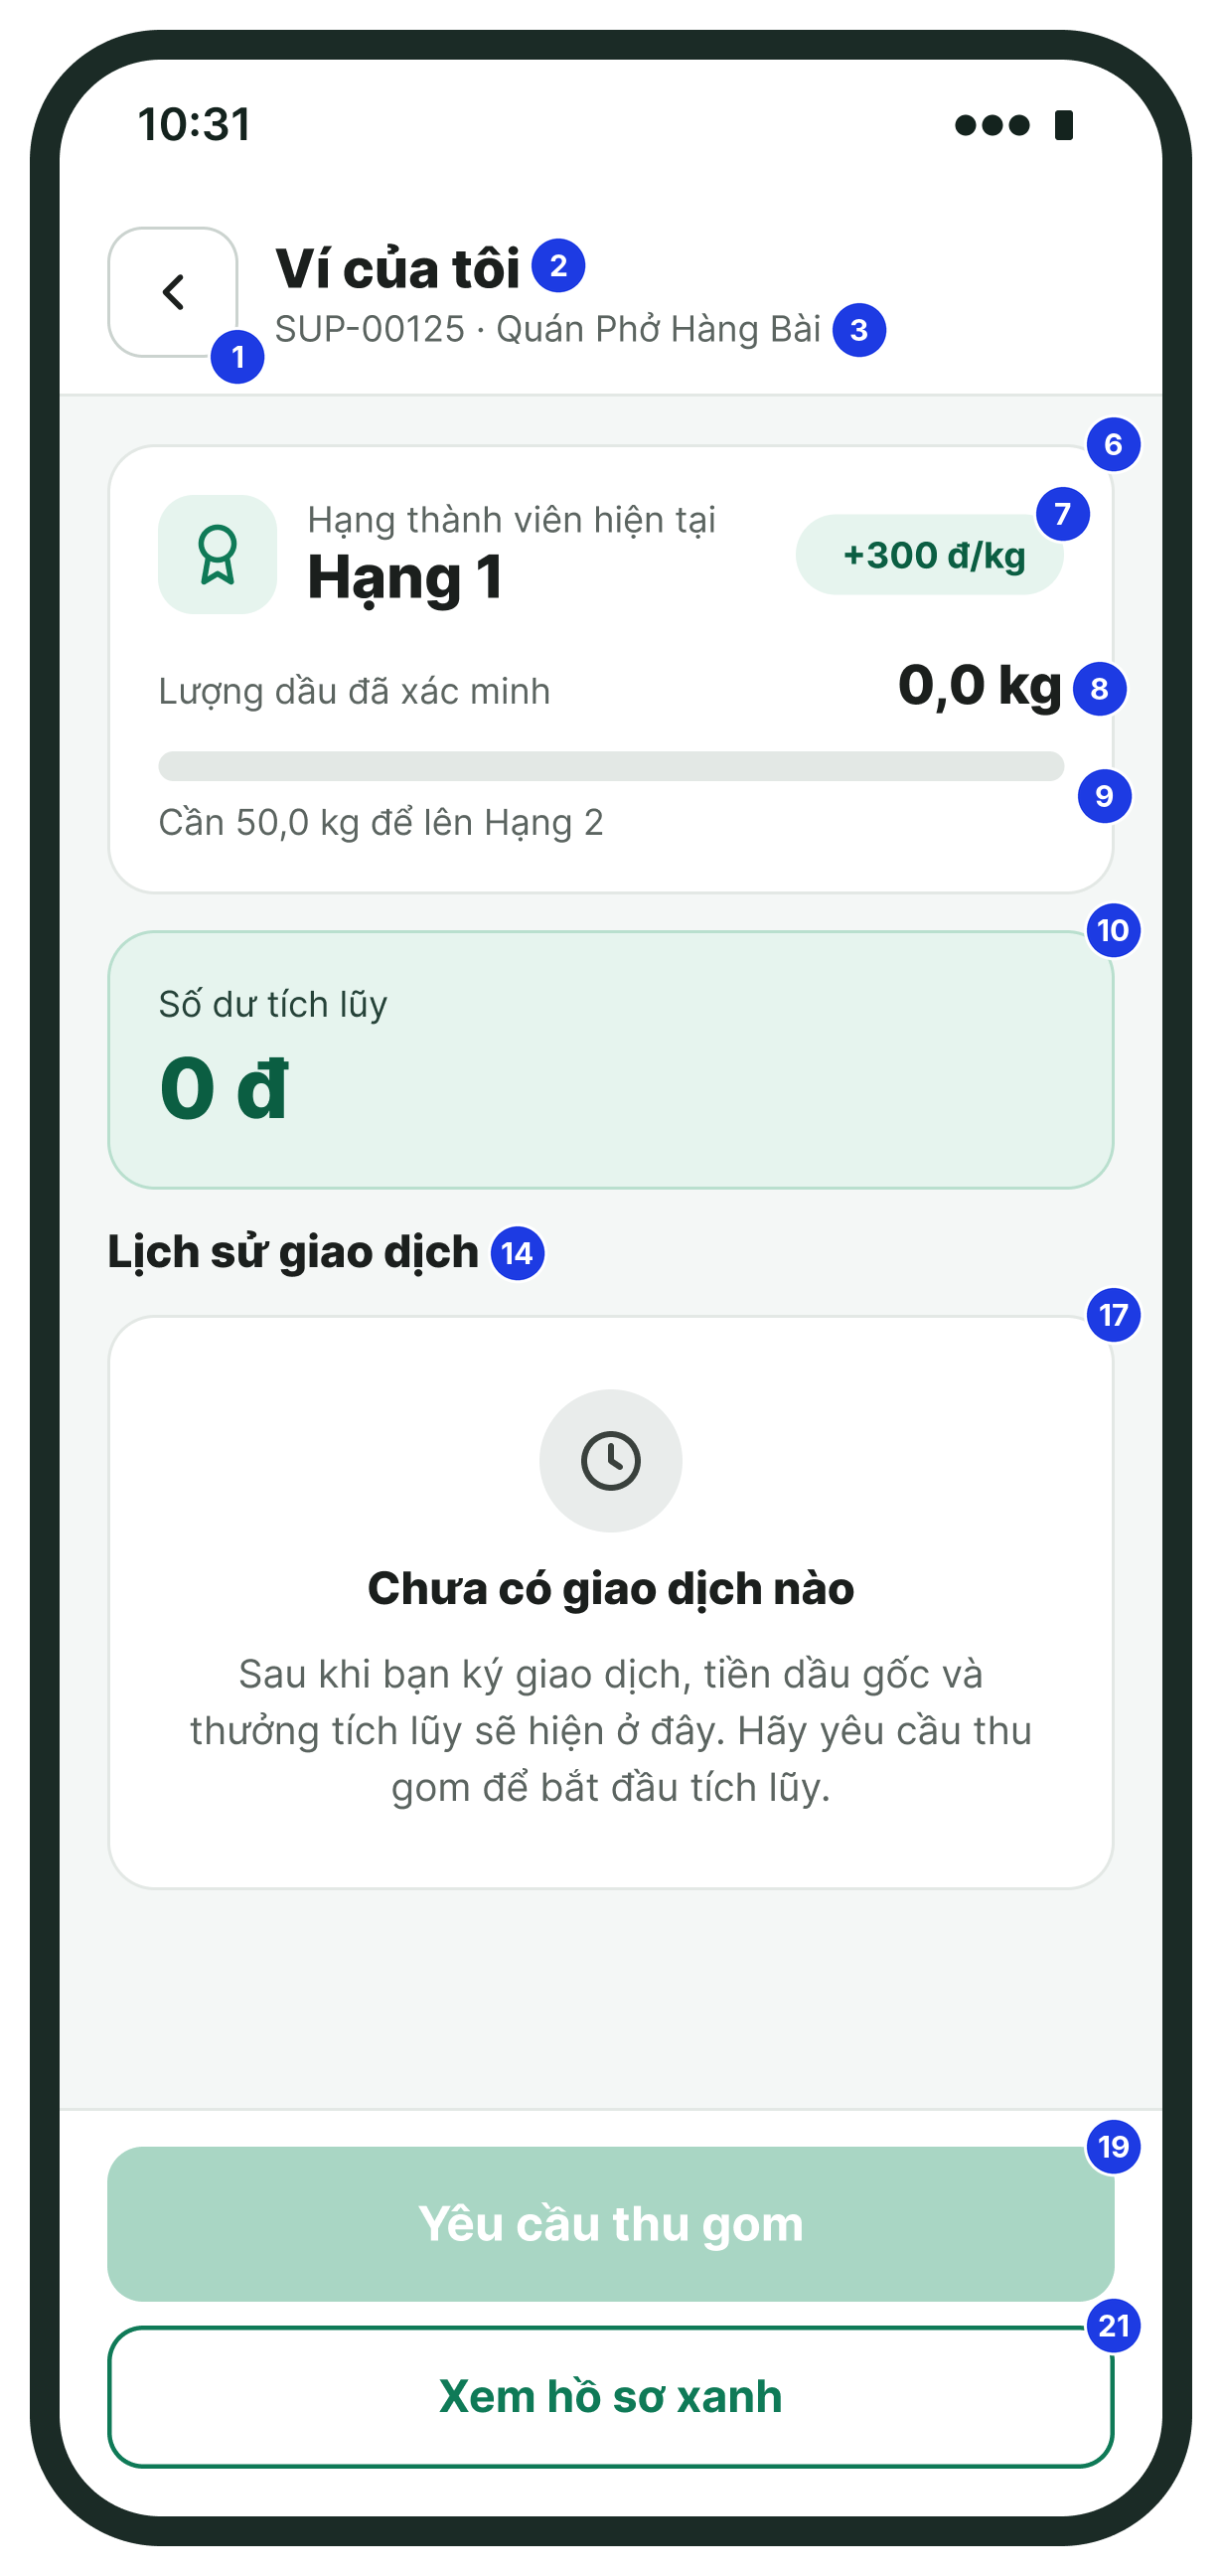 10:31
Ví của tôi 2
SUP-00125 · Quán Phở Hàng Bài 3
1
6
Hạng thành viên hiện tại
Hạng 1
+300 đ/kg
7
Lượng dầu đã xác minh
0,0 kg 8
9
Cần 50,0 kg để lên Hạng 2
10
Số dư tích lũy
0 đ
Lịch sử giao dịch 14
17
Chưa có giao dịch nào
Sau khi bạn ký giao dịch, tiền dầu gốc và
thưởng tích lũy sẽ hiện ở đây. Hãy yêu cầu thu
gom để bắt đầu tích lũy.
19
Yêu cầu thu gom
21
Xem hồ sơ xanh